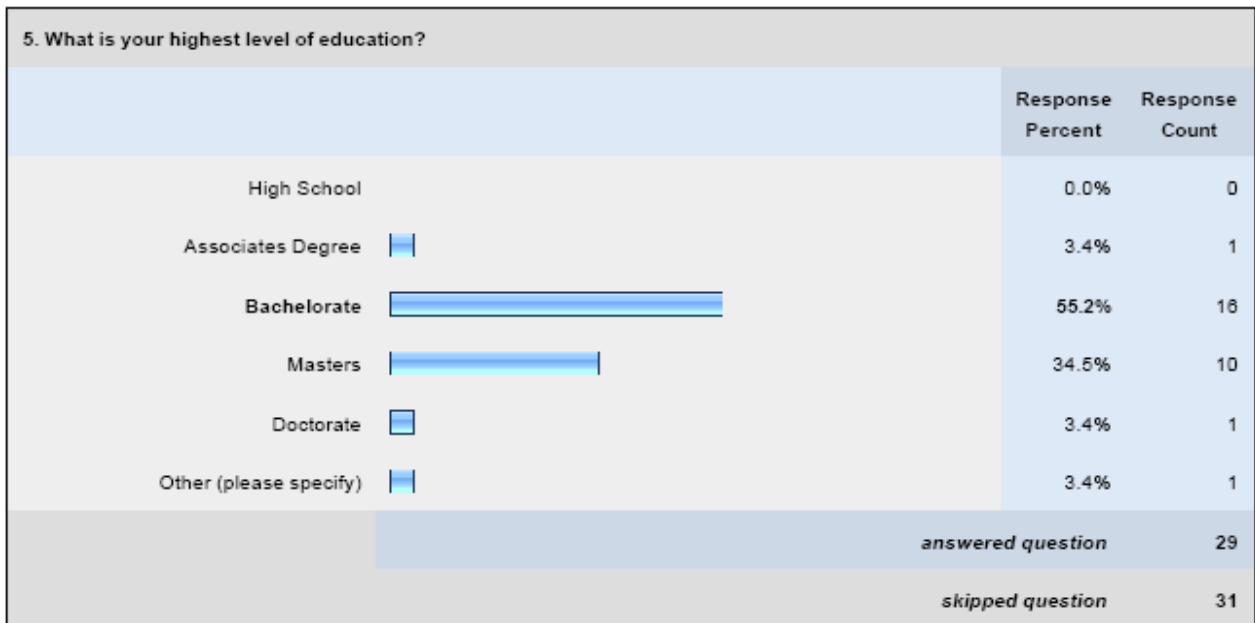 5. What is your highest level of education?
Response Percent Response Count
High School 0.0% 0
Associates Degree 3.4% 1
Bachelorate 55.2% 16
Masters 34.5% 10
Doctorate 3.4% 1
Other (please specify) 3.4% 1
answered question 29
skipped question 31